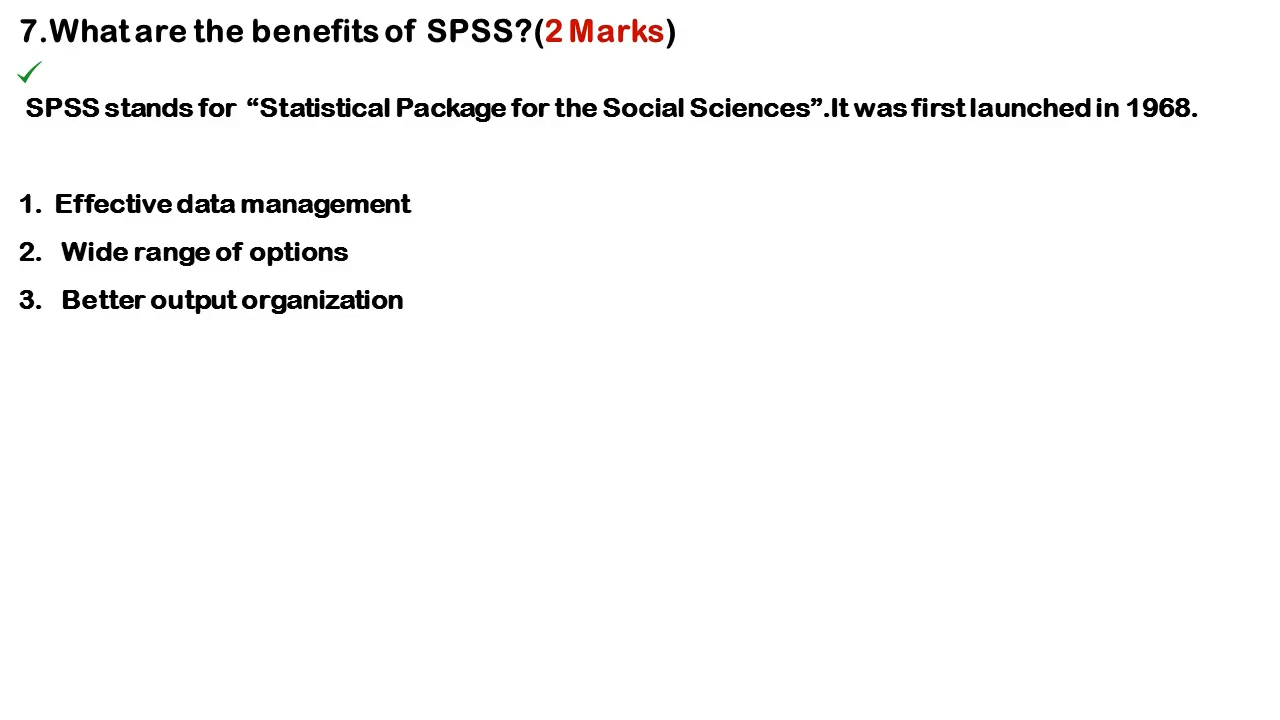 7.What are the benefits of SPSS?(2 Marks)
SPSS stands for “Statistical Package for the Social Sciences”.It was first launched in 1968.
1. Effective data management
2. Wide range of options
3. Better output organization